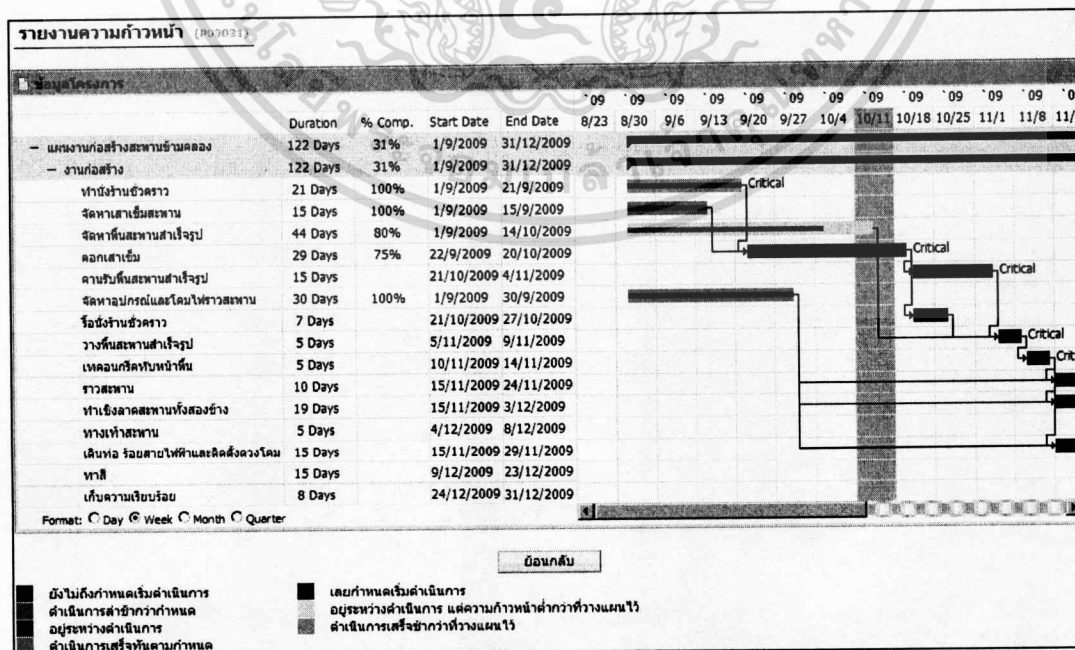 รายงานความก้าวหน้า (P03031)
ข้อมูลโครงการ
`09 `09 `09 `09 `09 `09 `09 `09 `09 `09 `09 `09
Duration % Comp. Start Date End Date 8/23 8/30 9/6 9/13 9/20 9/27 10/4 10/11 10/18 10/25 11/1 11/8
แผนงานก่อสร้างสะพานข้ามคลอง 122 Days 31% 1/9/2009 31/12/2009
งานก่อสร้าง 122 Days 31% 1/9/2009 31/12/2009
ทำนั่งร้านชั่วคราว 21 Days 100% 1/9/2009 21/9/2009 Critical
จัดหาเสาเข็มสะพาน 15 Days 100% 1/9/2009 15/9/2009
จัดหาพื้นสะพานสำเร็จรูป 44 Days 80% 1/9/2009 14/10/2009
ตอกเสาเข็ม 29 Days 75% 22/9/2009 20/10/2009 Critical
คานรับพื้นสะพานสำเร็จรูป 15 Days 21/10/2009 4/11/2009 Critical
จัดหาอุปกรณ์และโคมไฟราวสะพาน 30 Days 100% 1/9/2009 30/9/2009
รื้อนั่งร้านชั่วคราว 7 Days 21/10/2009 27/10/2009
วางพื้นสะพานสำเร็จรูป 5 Days 5/11/2009 9/11/2009 Critical
เทคอนกรีตทับหน้าพื้น 5 Days 10/11/2009 14/11/2009 Crit
ราวสะพาน 10 Days 15/11/2009 24/11/2009
ทำเชิงลาดสะพานทั้งสองข้าง 19 Days 15/11/2009 3/12/2009
ทางเท้าสะพาน 5 Days 4/12/2009 8/12/2009
เดินท่อ ร้อยสายไฟฟ้าและติดตั้งดวงโคม 15 Days 15/11/2009 29/11/2009
ทาสี 15 Days 9/12/2009 23/12/2009
เก็บความเรียบร้อย 8 Days 24/12/2009 31/12/2009
Format: Day Week Month Quarter
ย้อนกลับ
ยังไม่ถึงกำหนดเริ่มดำเนินการ เลยกำหนดเริ่มดำเนินการ
ดำเนินการล่าช้ากว่ากำหนด อยู่ระหว่างดำเนินการ แต่ความก้าวหน้าต่ำกว่าที่วางแผนไว้
อยู่ระหว่างดำเนินการ ดำเนินการเสร็จช้ากว่าที่วางแผนไว้
ดำเนินการเสร็จทันตามกำหนด